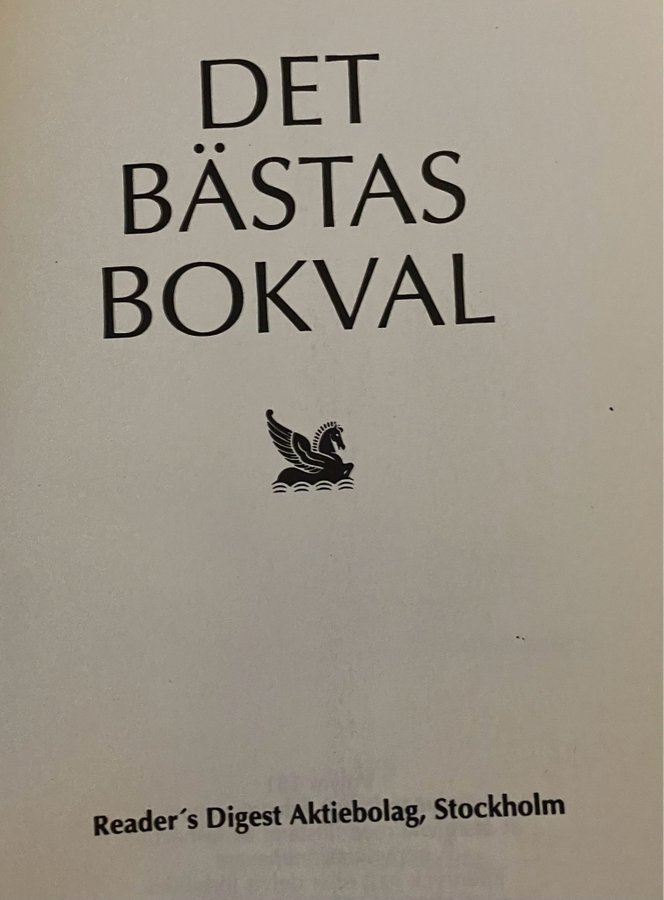 DET
BÄSTAS
BOKVAL
Reader´s Digest Aktiebolag, Stockholm